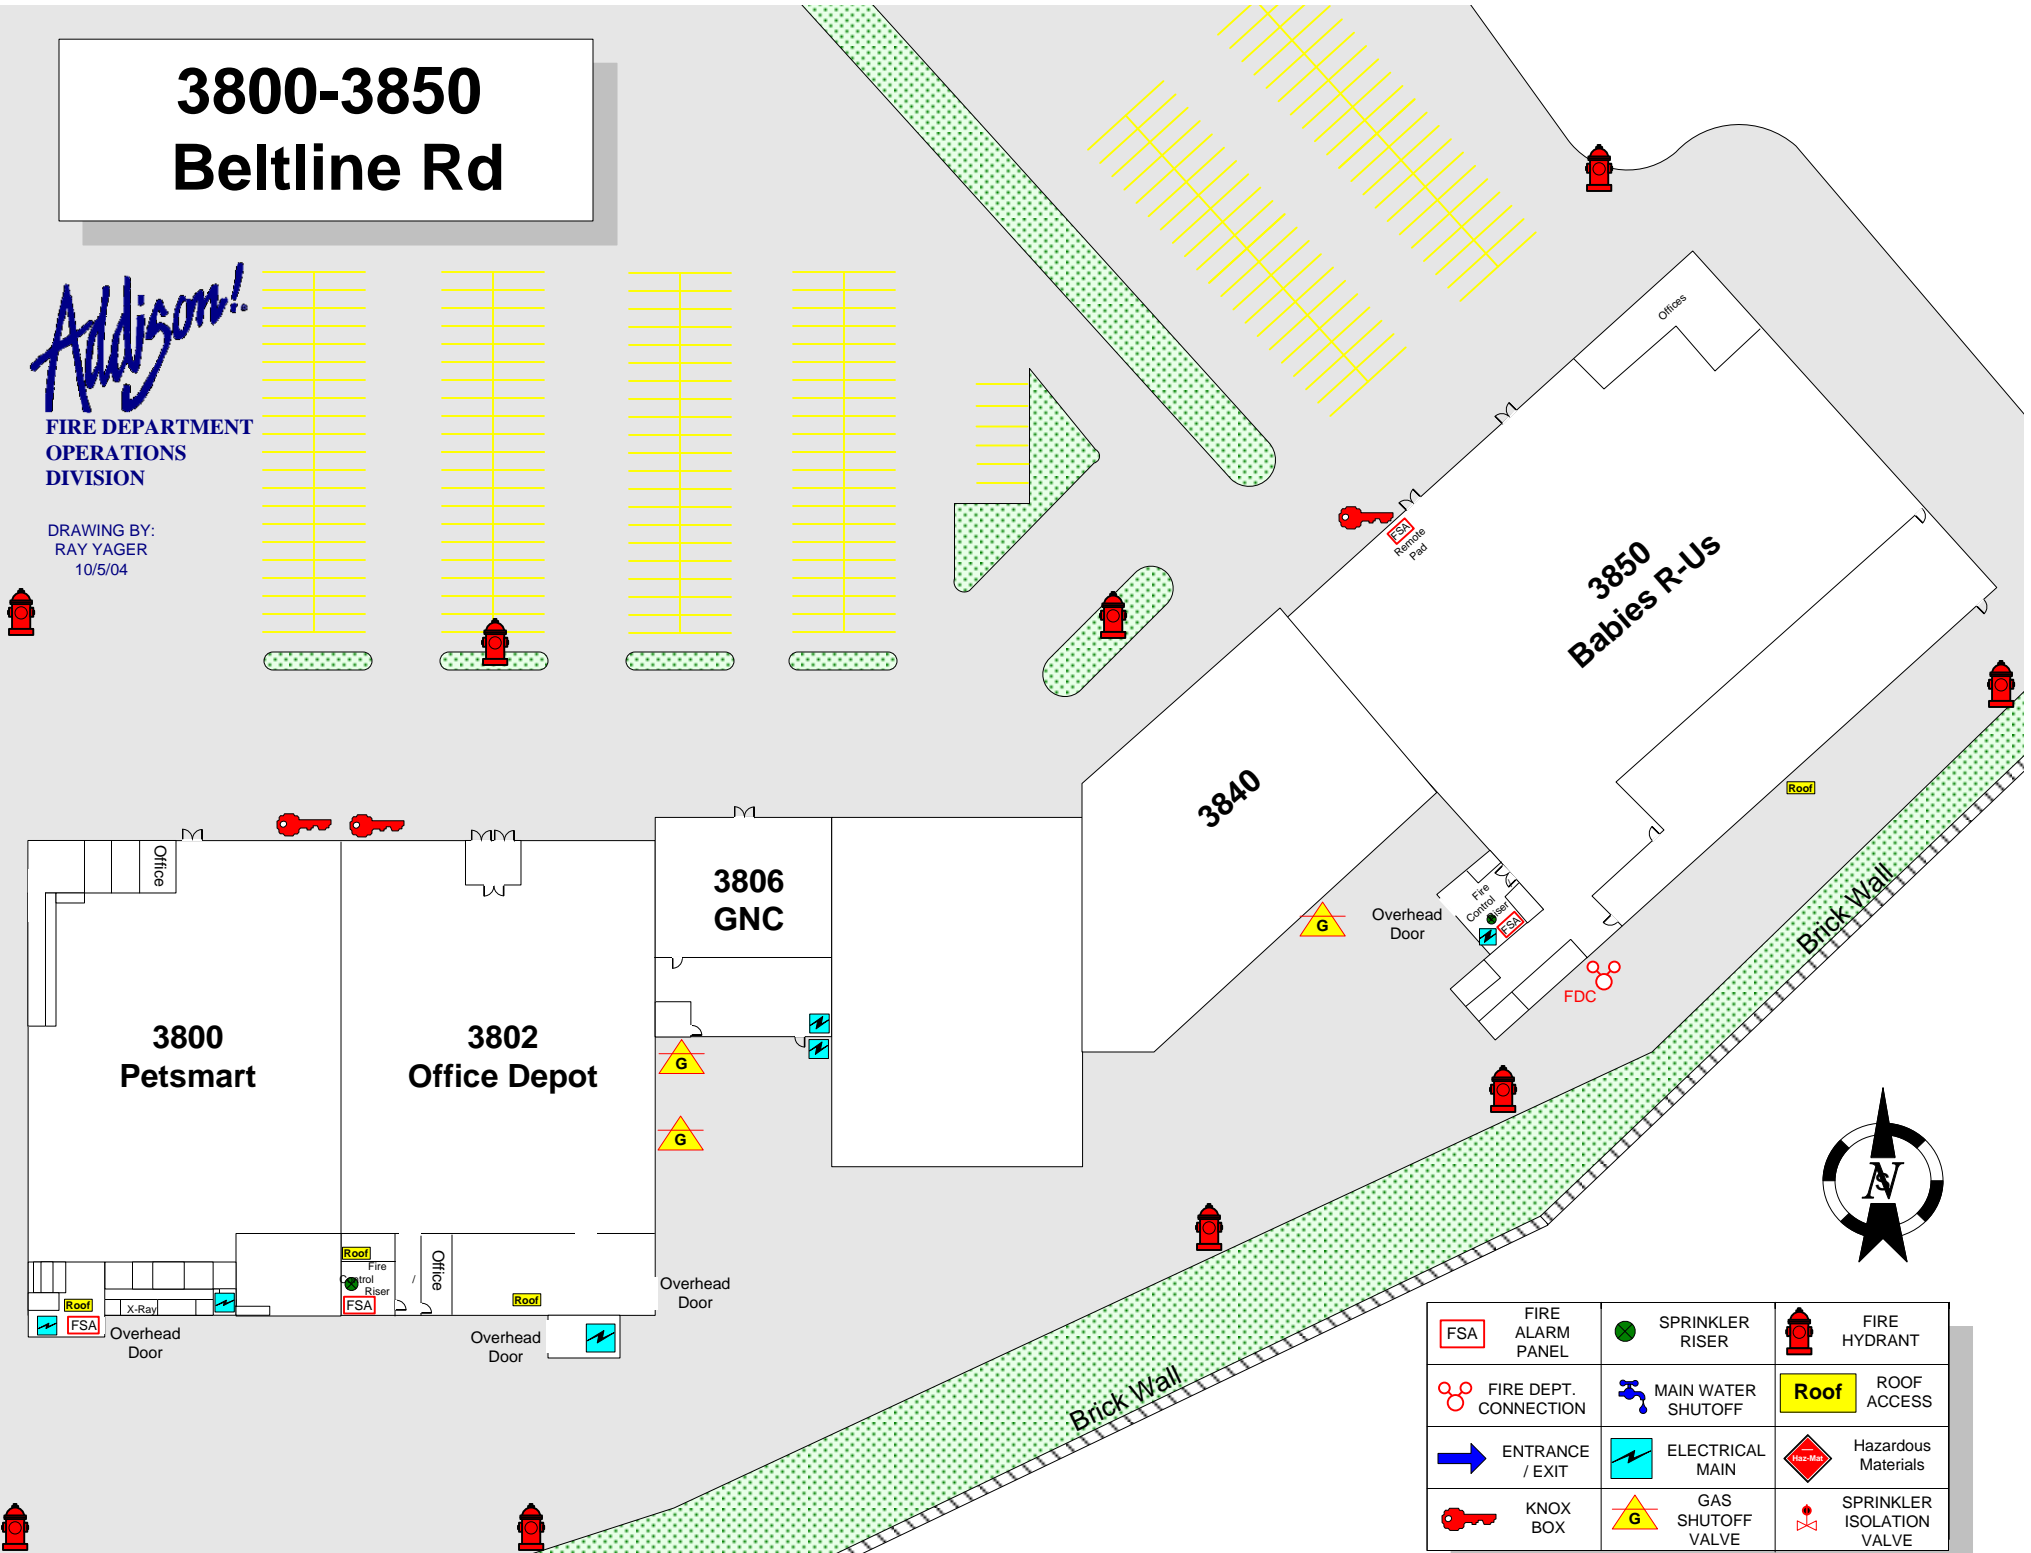 3800-3850
Beltline Rd
Addison!
FIRE DEPARTMENT
OPERATIONS
DIVISION
DRAWING BY:
RAY YAGER
10/5/04
Offices
FSA
Remote
Pad
3850
Babies R-Us
3840
Roof
Office
3806
GNC
G
Overhead
Door
Fire
Control
Riser
FSA
FDC
Brick Wall
3800
Petsmart
3802
Office Depot
G
G
N
S
Roof
Fire
Control
Riser
FSA
/
Office
Roof
Overhead
Door
Roof
X-Ray
FSA
Overhead
Door
Overhead
Door
Brick Wall
FSA
FIRE
ALARM
PANEL
SPRINKLER
RISER
FIRE
HYDRANT
FIRE DEPT.
CONNECTION
MAIN WATER
SHUTOFF
Roof
ROOF
ACCESS
ENTRANCE
/ EXIT
ELECTRICAL
MAIN
Haz-Mat
Hazardous
Materials
KNOX
BOX
G
GAS
SHUTOFF
VALVE
SPRINKLER
ISOLATION
VALVE